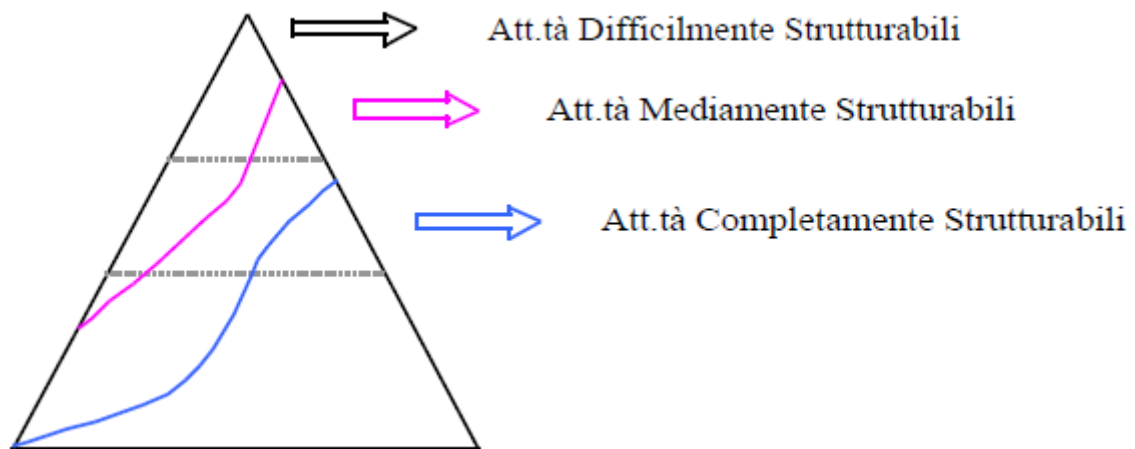 Att.tà Difficilmente Strutturabili
Att.tà Mediamente Strutturabili
Att.tà Completamente Strutturabili